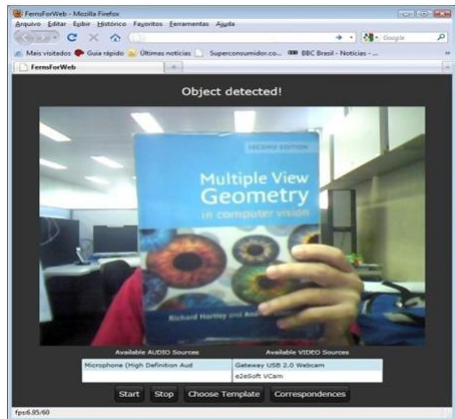 FernsForWeb - Mozilla Firefox
Arquivo Editar Exibir Histórico Favoritos Ferramentas Ajuda
Google
Mais visitados Guia rápido Últimas notícias Superconsumidor.co... BBC Brasil - Notícias - ...
FernsForWeb
Object detected!
SECOND EDITION
Multiple View
Geometry
in computer vision
Richard Hartley and
Available AUDIO Sources Available VIDEO Sources
Microphone (High Definition Aud Gateway USB 2.0 Webcam
e2eSoft VCam
Start Stop Choose Template Correspondences
fps6.95/60